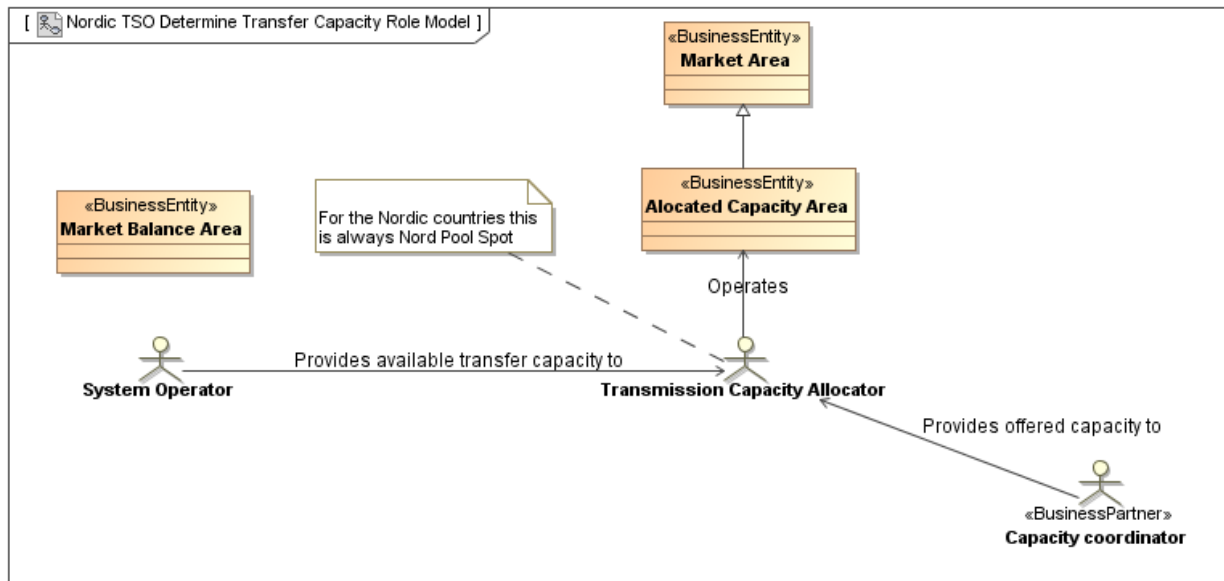 [ Nordic TSO Determine Transfer Capacity Role Model ]
«BusinessEntity»
Market Area
«BusinessEntity»
Alocated Capacity Area
«BusinessEntity»
Market Balance Area
For the Nordic countries this
is always Nord Pool Spot
Operates
Provides available transfer capacity to
System Operator
Transmission Capacity Allocator
Provides offered capacity to
«BusinessPartner»
Capacity coordinator